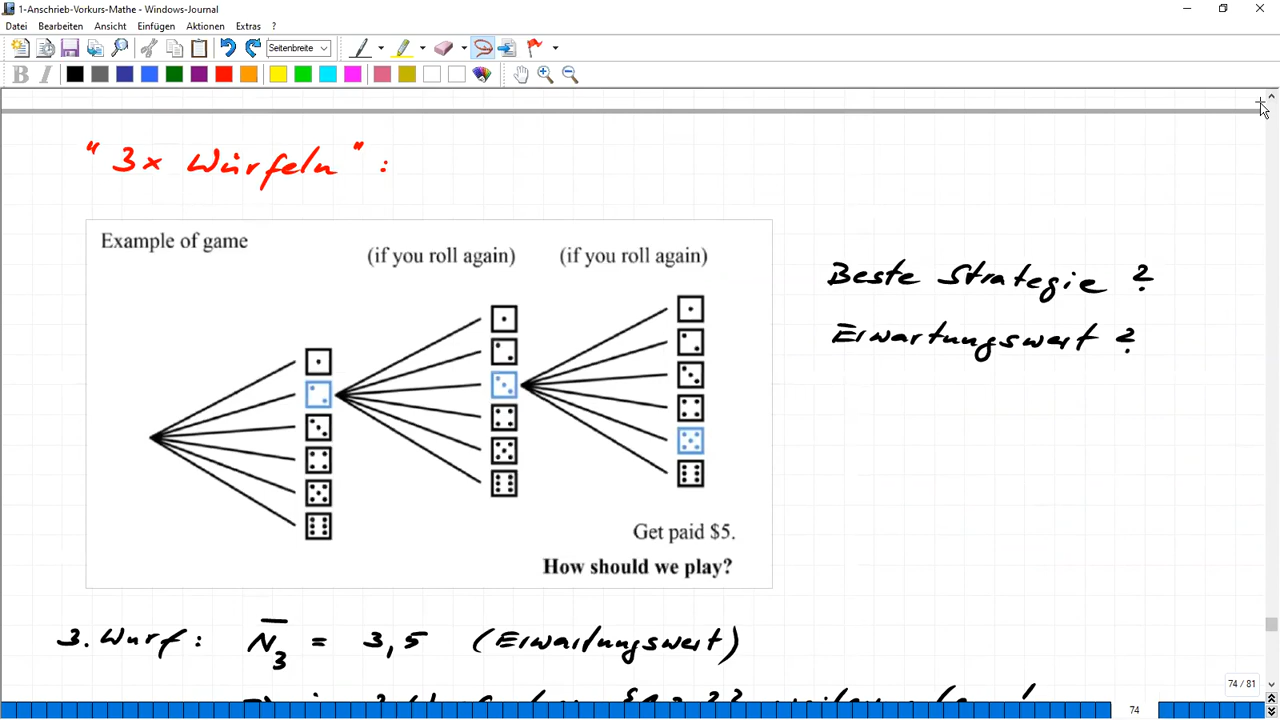 1-Anschrieb-Vorkurs-Mathe - Windows-Journal
Datei Bearbeiten Ansicht Einfügen Aktionen Extras ?
Seitenbreite
B I
"3x Würfeln":
Example of game
(if you roll again) (if you roll again)
Beste Strategie ?
Erwartungswert ?
Get paid $5.
How should we play?
3. Wurf: N̅₃ = 3,5 (Erwartungswert)
74 / 81
74